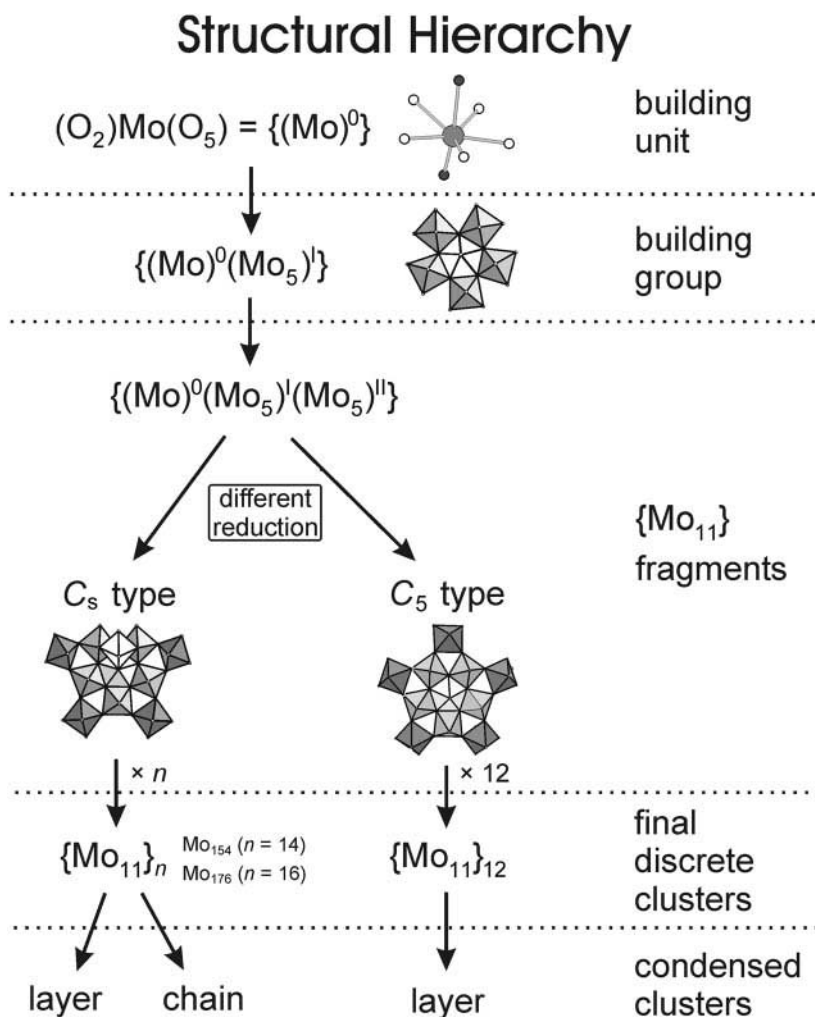 Structural Hierarchy
(O₂)Mo(O₅) = {(Mo)⁰}
building
unit
{(Mo)⁰(Mo₅)ᴵ}
building
group
{(Mo)⁰(Mo₅)ᴵ(Mo₅)ᴵᴵ}
different
reduction
{Mo₁₁}
fragments
Cₛ type
C₅ type
× n
× 12
{Mo₁₁}ₙ
Mo₁₅₄ (n = 14)
Mo₁₇₆ (n = 16)
{Mo₁₁}₁₂
final
discrete
clusters
layer
chain
layer
condensed
clusters